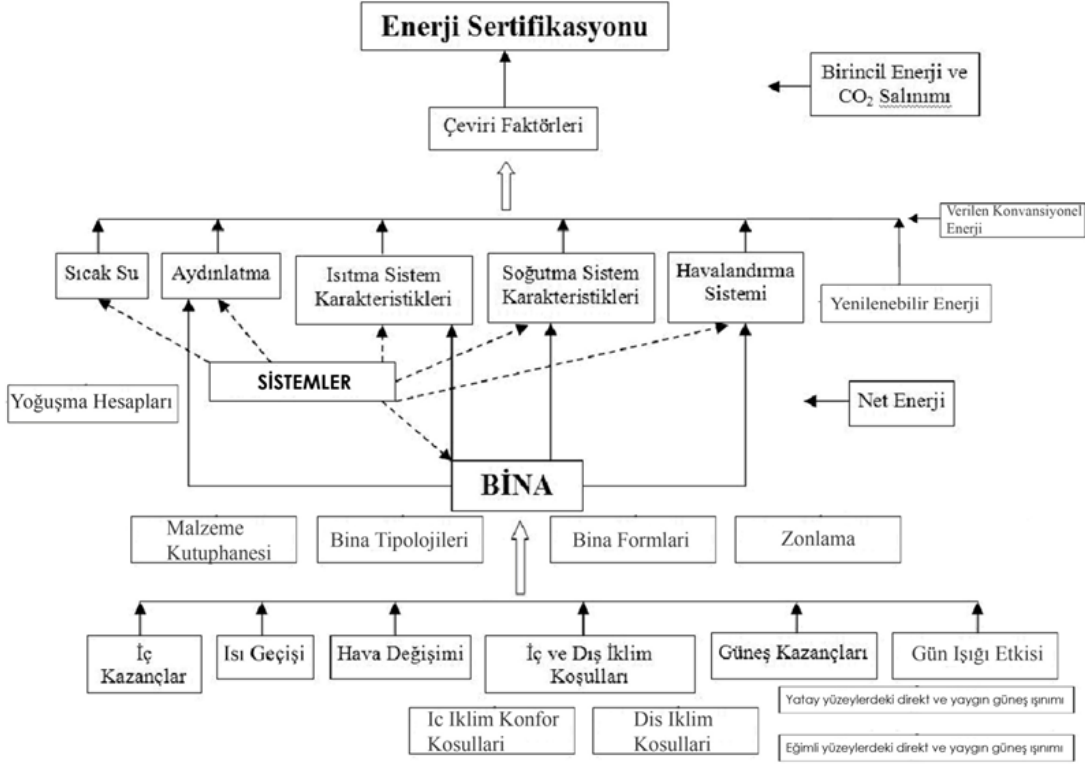 Enerji Sertifikasyonu
Birincil Enerji ve
CO₂ Salınımı
Çeviri Faktörleri
Verilen Konvansiyonel
Enerji
Sıcak Su
Aydınlatma
Isıtma Sistem
Karakteristikleri
Soğutma Sistem
Karakteristikleri
Havalandırma
Sistemi
Yenilenebilir Enerji
SİSTEMLER
Yoğuşma Hesapları
Net Enerji
BİNA
Malzeme
Kutuphanesi
Bina Tipolojileri
Bina Formlari
Zonlama
İç
Kazançlar
Isı Geçişi
Hava Değişimi
İç ve Dış İklim
Koşulları
Güneş Kazançları
Gün Işığı Etkisi
Ic Iklim Konfor
Kosullari
Dis Iklim
Kosullari
Yatay yüzeylerdeki direkt ve yaygın güneş ışınımı
Eğimli yüzeylerdeki direkt ve yaygın güneş ışınımı